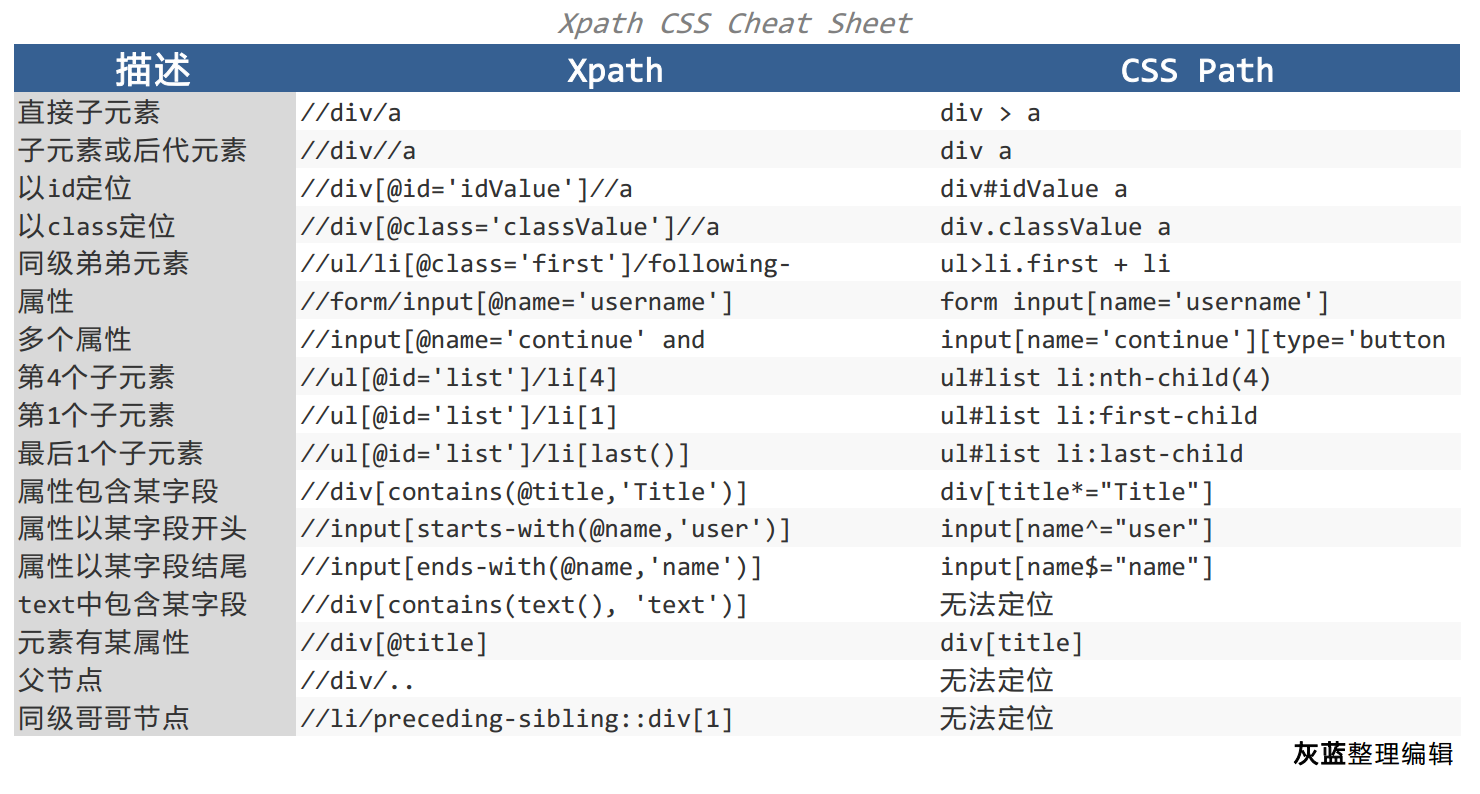 Xpath CSS Cheat Sheet
描述 Xpath CSS Path
直接子元素 //div/a div > a
子元素或后代元素 //div//a div a
以id定位 //div[@id='idValue']//a div#idValue a
以class定位 //div[@class='classValue']//a div.classValue a
同级弟弟元素 //ul/li[@class='first']/following- ul>li.first + li
属性 //form/input[@name='username'] form input[name='username']
多个属性 //input[@name='continue' and input[name='continue'][type='button
第4个子元素 //ul[@id='list']/li[4] ul#list li:nth-child(4)
第1个子元素 //ul[@id='list']/li[1] ul#list li:first-child
最后1个子元素 //ul[@id='list']/li[last()] ul#list li:last-child
属性包含某字段 //div[contains(@title,'Title')] div[title*="Title"]
属性以某字段开头 //input[starts-with(@name,'user')] input[name^="user"]
属性以某字段结尾 //input[ends-with(@name,'name')] input[name$="name"]
text中包含某字段 //div[contains(text(), 'text')] 无法定位
元素有某属性 //div[@title] div[title]
父节点 //div/.. 无法定位
同级哥哥节点 //li/preceding-sibling::div[1] 无法定位
灰蓝整理编辑